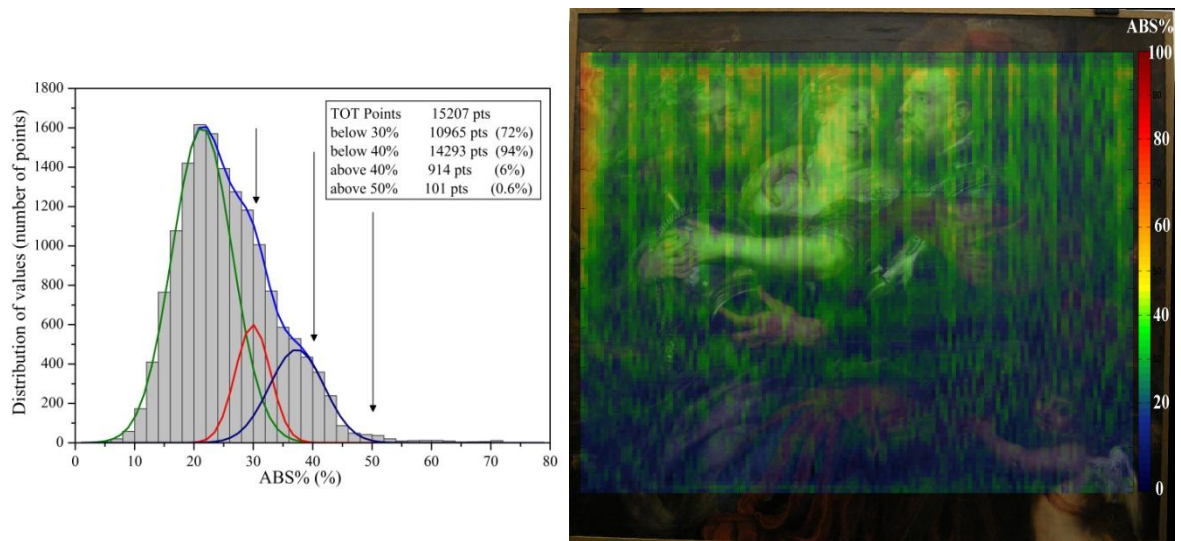 Distribution of values (number of points)
1800
1600
1400
1200
1000
800
600
400
200
0
0 10 20 30 40 50 60 70 80
ABS% (%)
TOT Points 15207 pts
below 30% 10965 pts (72%)
below 40% 14293 pts (94%)
above 40% 914 pts (6%)
above 50% 101 pts (0.6%)
ABS%
100
80
60
40
20
0